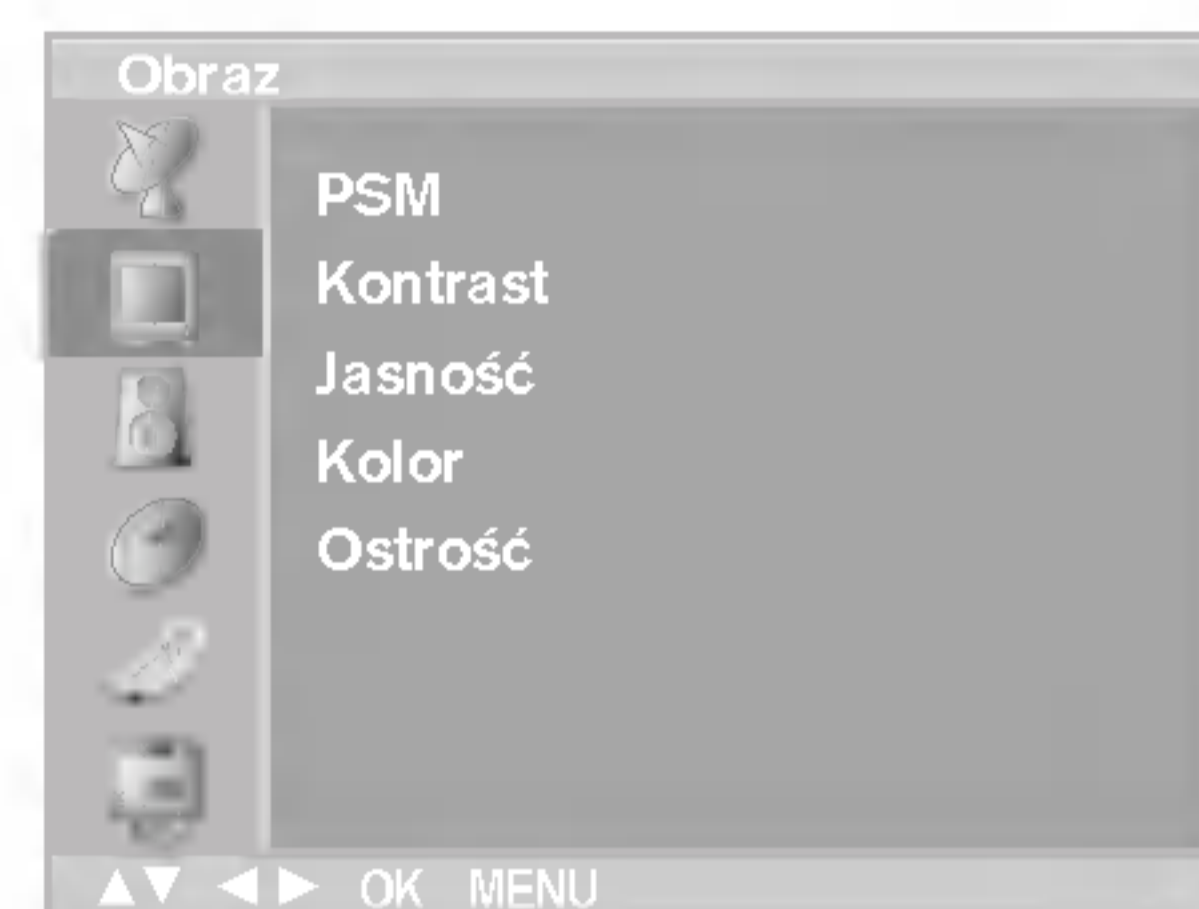 Obraz
PSM
Kontrast
Jasność
Kolor
Ostrość
▲▼ ◀▶ OK MENU